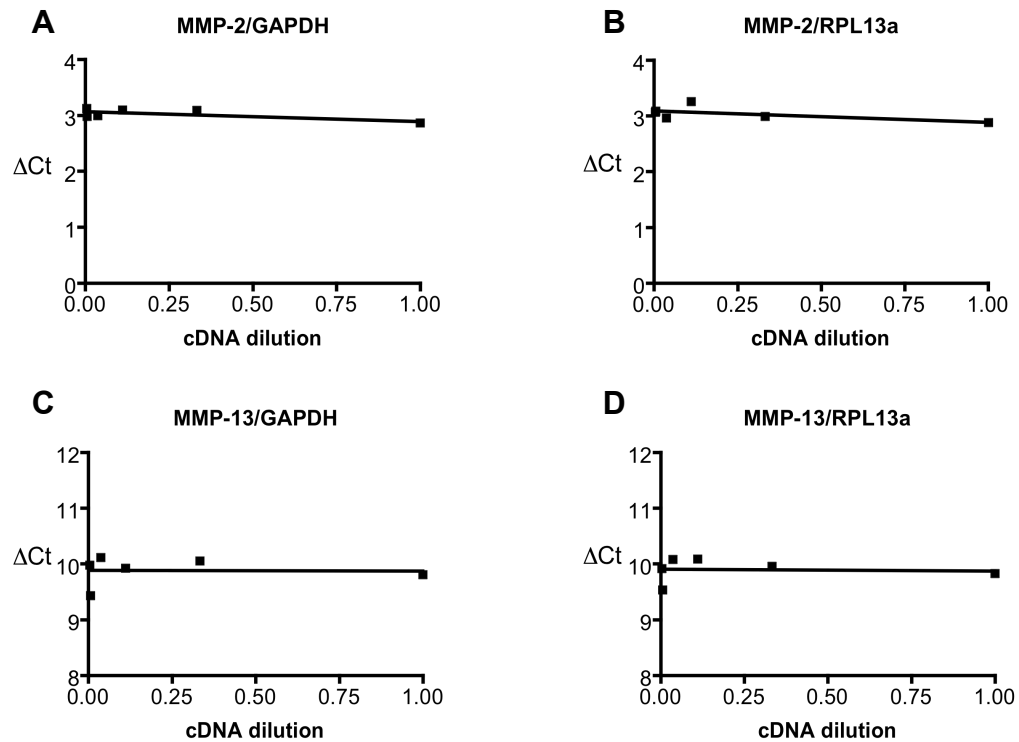 A
MMP-2/GAPDH
4
3
ΔCt
2
1
0
0.00 0.25 0.50 0.75 1.00
cDNA dilution
B
MMP-2/RPL13a
4
3
ΔCt
2
1
0
0.00 0.25 0.50 0.75 1.00
cDNA dilution
C
MMP-13/GAPDH
12
11
ΔCt
10
9
8
0.00 0.25 0.50 0.75 1.00
cDNA dilution
D
MMP-13/RPL13a
12
11
ΔCt
10
9
8
0.00 0.25 0.50 0.75 1.00
cDNA dilution